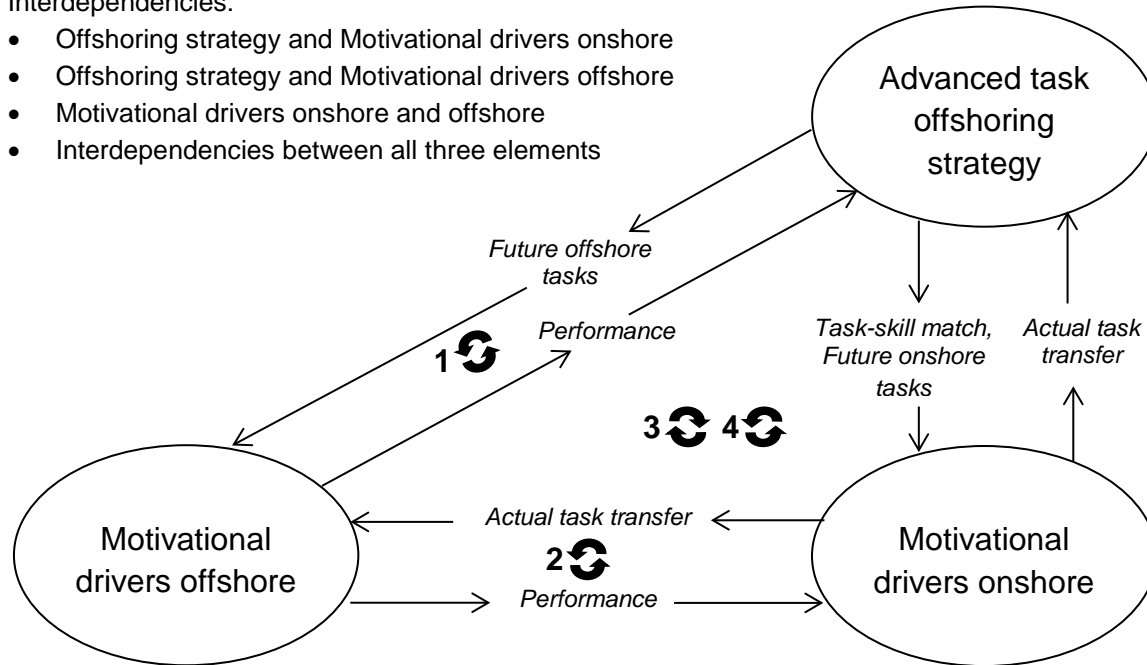 Interdependencies:
• Offshoring strategy and Motivational drivers onshore
• Offshoring strategy and Motivational drivers offshore
• Motivational drivers onshore and offshore
• Interdependencies between all three elements
Advanced task
offshoring
strategy
Future offshore
tasks
Performance
1
Task-skill match,
Future onshore
tasks
Actual task
transfer
3
4
Motivational
drivers offshore
Actual task transfer
2
Performance
Motivational
drivers onshore